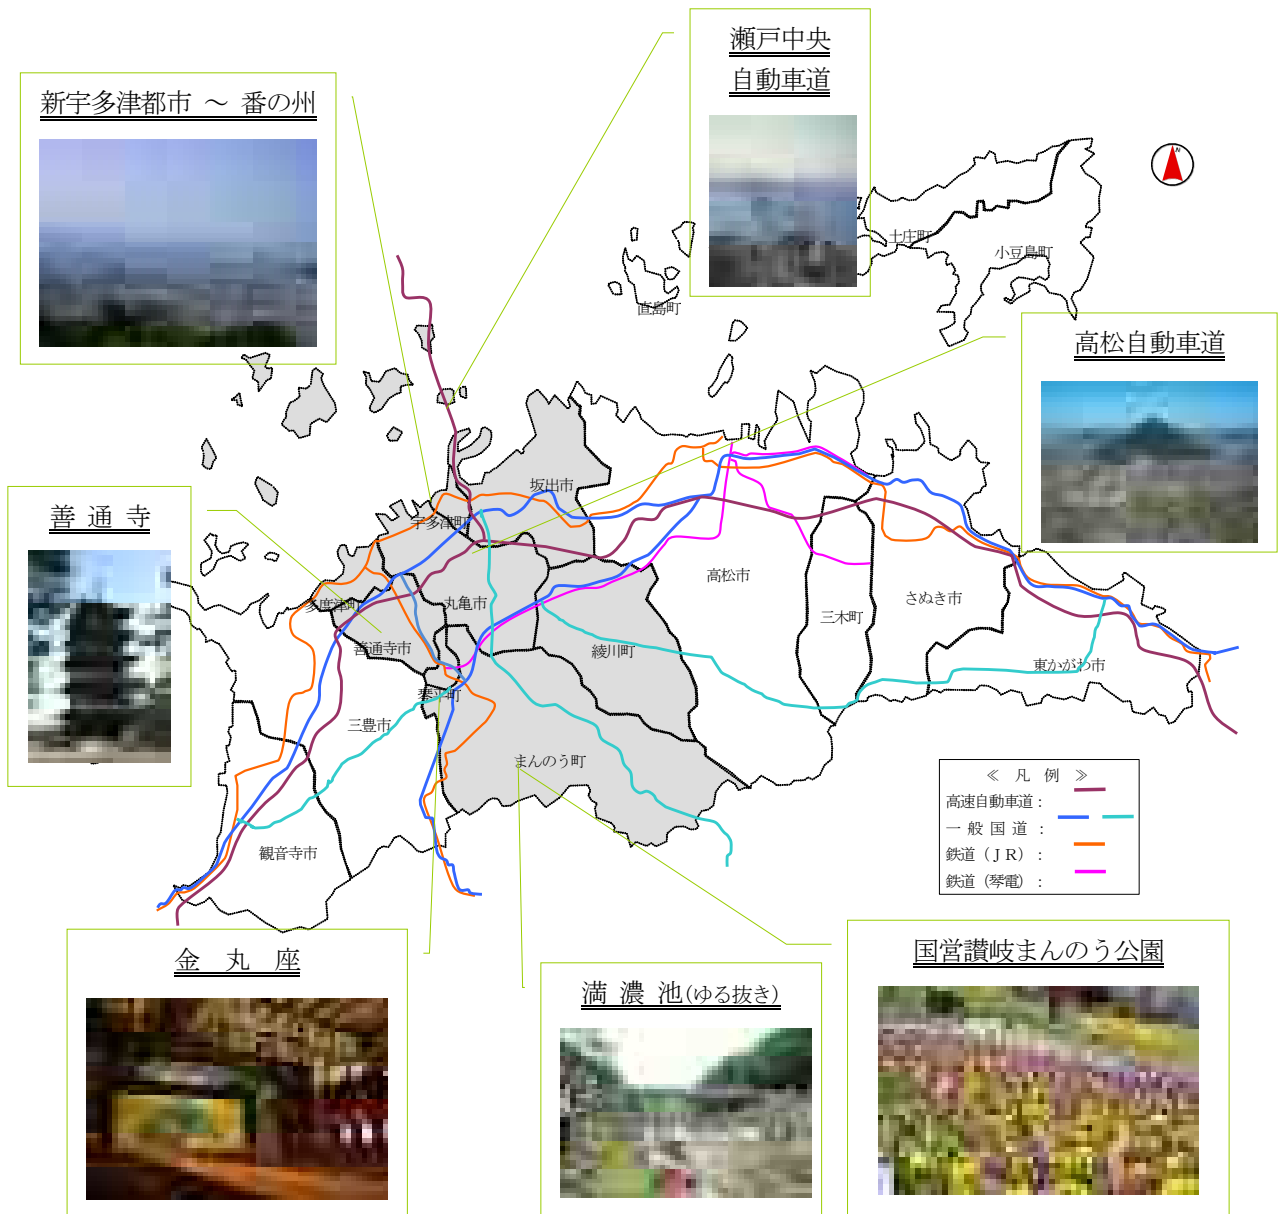 瀬戸中央
自動車道
新宇多津都市 ～ 番の州
N
土庄町
小豆島町
直島町
高松自動車道
善 通 寺
坂出市
宇多津町
高松市
多度津町
丸亀市
三木町
さぬき市
善通寺市
綾川町
東かがわ市
琴平町
三豊市
まんのう町
観音寺市
≪ 凡 例 ≫
高速自動車道：
一 般 国 道 ：
鉄道（ＪＲ）：
鉄道（琴電）：
金 丸 座
満 濃 池(ゆる抜き)
国営讃岐まんのう公園